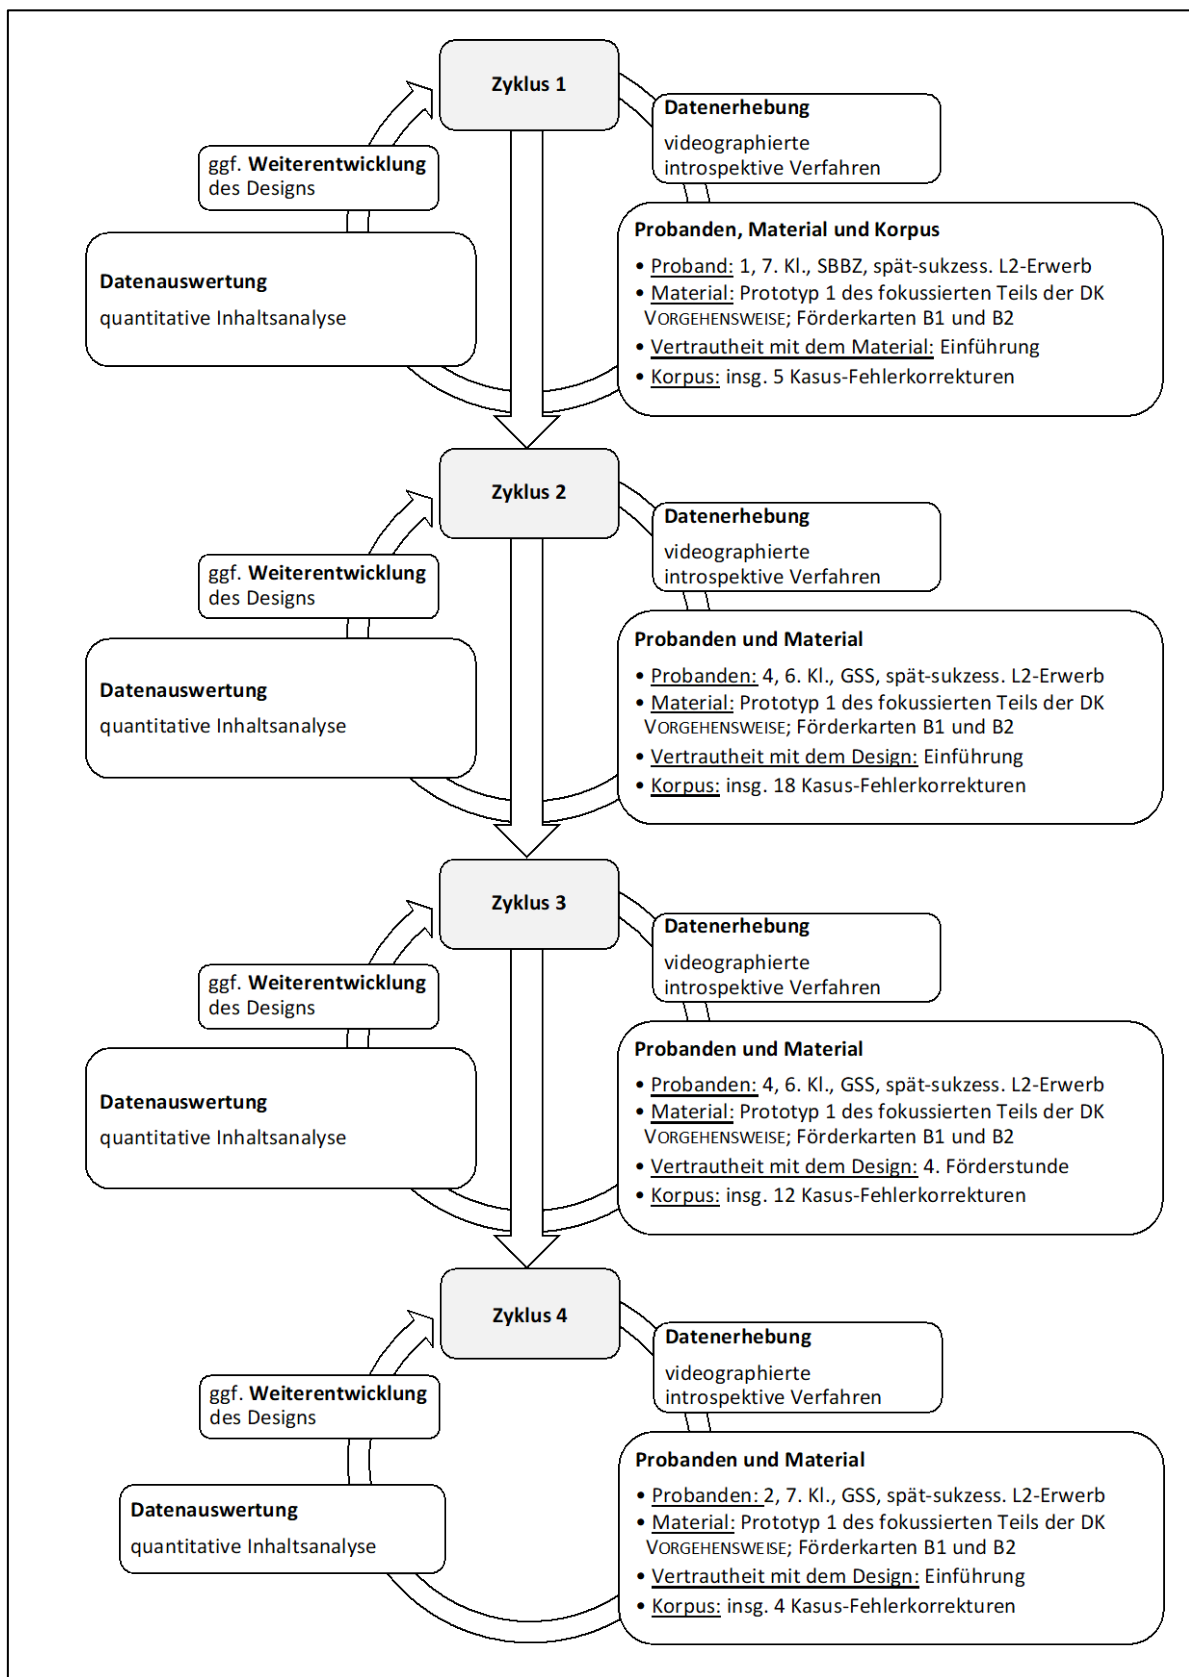 Zyklus 1
Datenerhebung
videographierte
introspektive Verfahren
ggf. Weiterentwicklung
des Designs
Probanden, Material und Korpus
• Proband: 1, 7. Kl., SBBZ, spät-sukzess. L2-Erwerb
• Material: Prototyp 1 des fokussierten Teils der DK
VORGEHENSWEISE; Förderkarten B1 und B2
• Vertrautheit mit dem Material: Einführung
• Korpus: insg. 5 Kasus-Fehlerkorrekturen
Datenauswertung
quantitative Inhaltsanalyse
Zyklus 2
Datenerhebung
videographierte
introspektive Verfahren
ggf. Weiterentwicklung
des Designs
Probanden und Material
• Probanden: 4, 6. Kl., GSS, spät-sukzess. L2-Erwerb
• Material: Prototyp 1 des fokussierten Teils der DK
VORGEHENSWEISE; Förderkarten B1 und B2
• Vertrautheit mit dem Design: Einführung
• Korpus: insg. 18 Kasus-Fehlerkorrekturen
Datenauswertung
quantitative Inhaltsanalyse
Zyklus 3
Datenerhebung
videographierte
introspektive Verfahren
ggf. Weiterentwicklung
des Designs
Probanden und Material
• Probanden: 4, 6. Kl., GSS, spät-sukzess. L2-Erwerb
• Material: Prototyp 1 des fokussierten Teils der DK
VORGEHENSWEISE; Förderkarten B1 und B2
• Vertrautheit mit dem Design: 4. Förderstunde
• Korpus: insg. 12 Kasus-Fehlerkorrekturen
Datenauswertung
quantitative Inhaltsanalyse
Zyklus 4
Datenerhebung
videographierte
introspektive Verfahren
ggf. Weiterentwicklung
des Designs
Probanden und Material
• Probanden: 2, 7. Kl., GSS, spät-sukzess. L2-Erwerb
• Material: Prototyp 1 des fokussierten Teils der DK
VORGEHENSWEISE; Förderkarten B1 und B2
• Vertrautheit mit dem Design: Einführung
• Korpus: insg. 4 Kasus-Fehlerkorrekturen
Datenauswertung
quantitative Inhaltsanalyse